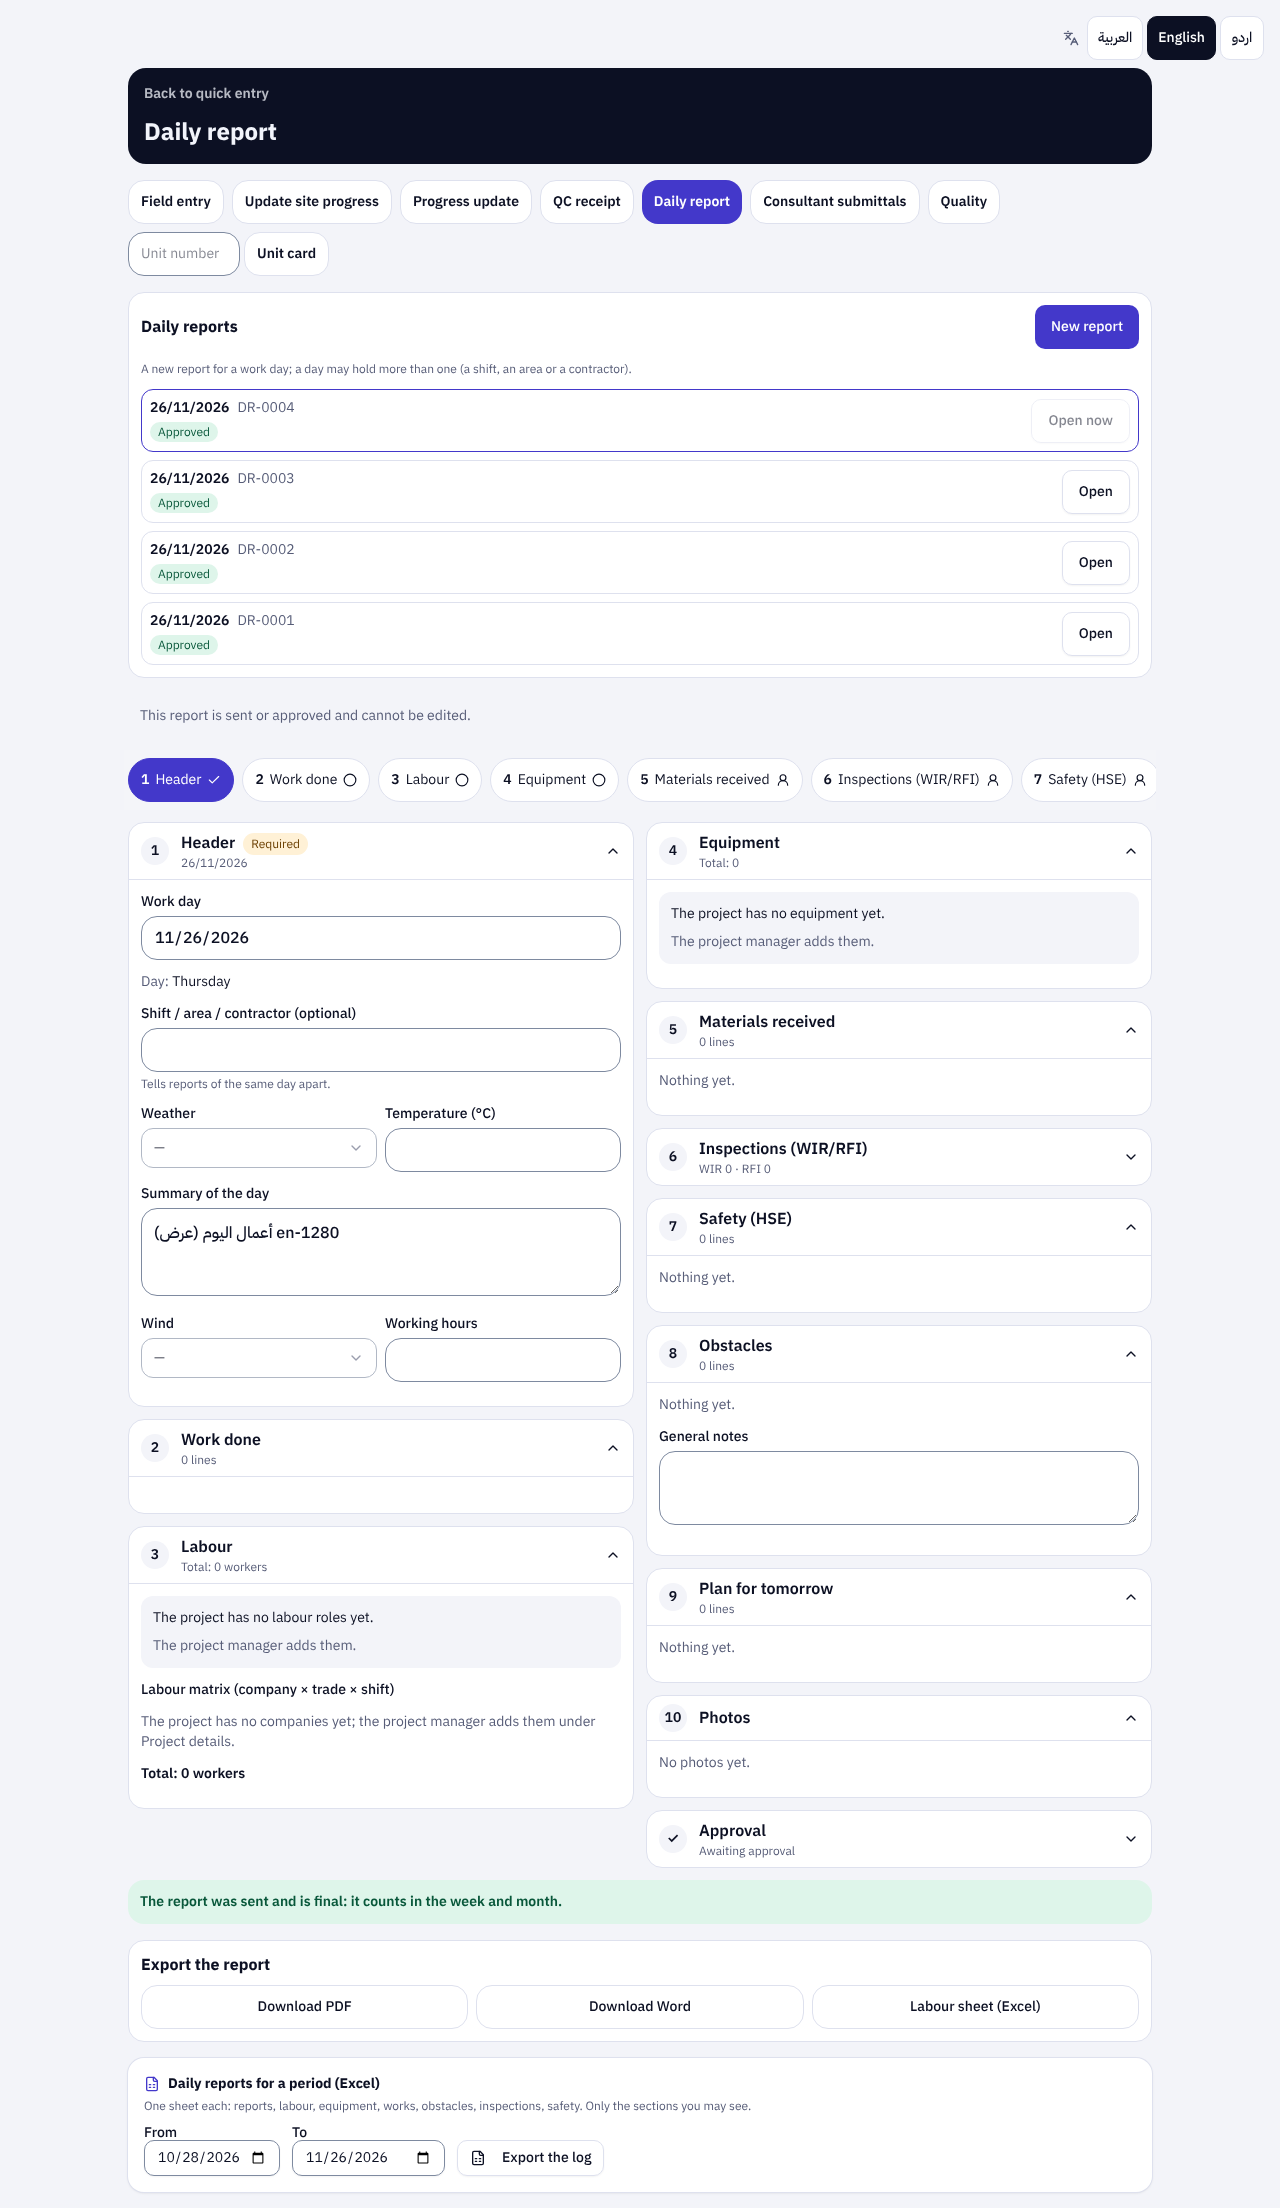 العربية
English
اردو
Back to quick entry
Daily report
Field entry
Update site progress
Progress update
QC receipt
Daily report
Consultant submittals
Quality
Unit number
Unit card
Daily reports
New report
A new report for a work day; a day may hold more than one (a shift, an area or a contractor).
26/11/2026 DR-0004
Approved
Open now
26/11/2026 DR-0003
Approved
Open
26/11/2026 DR-0002
Approved
Open
26/11/2026 DR-0001
Approved
Open
This report is sent or approved and cannot be edited.
1 Header
2 Work done
3 Labour
4 Equipment
5 Materials received
6 Inspections (WIR/RFI)
7 Safety (HSE)
1 Header Required
26/11/2026
Work day
11/26/2026
Day: Thursday
Shift / area / contractor (optional)
Tells reports of the same day apart.
Weather
Temperature (°C)
—
Summary of the day
أعمال اليوم (عرض) en-1280
Wind
Working hours
—
2 Work done
0 lines
3 Labour
Total: 0 workers
The project has no labour roles yet.
The project manager adds them.
Labour matrix (company × trade × shift)
The project has no companies yet; the project manager adds them under
Project details.
Total: 0 workers
4 Equipment
Total: 0
The project has no equipment yet.
The project manager adds them.
5 Materials received
0 lines
Nothing yet.
6 Inspections (WIR/RFI)
WIR 0 · RFI 0
7 Safety (HSE)
0 lines
Nothing yet.
8 Obstacles
0 lines
Nothing yet.
General notes
9 Plan for tomorrow
0 lines
Nothing yet.
10 Photos
No photos yet.
Approval
Awaiting approval
The report was sent and is final: it counts in the week and month.
Export the report
Download PDF
Download Word
Labour sheet (Excel)
Daily reports for a period (Excel)
One sheet each: reports, labour, equipment, works, obstacles, inspections, safety. Only the sections you may see.
From
To
10/28/2026
11/26/2026
Export the log